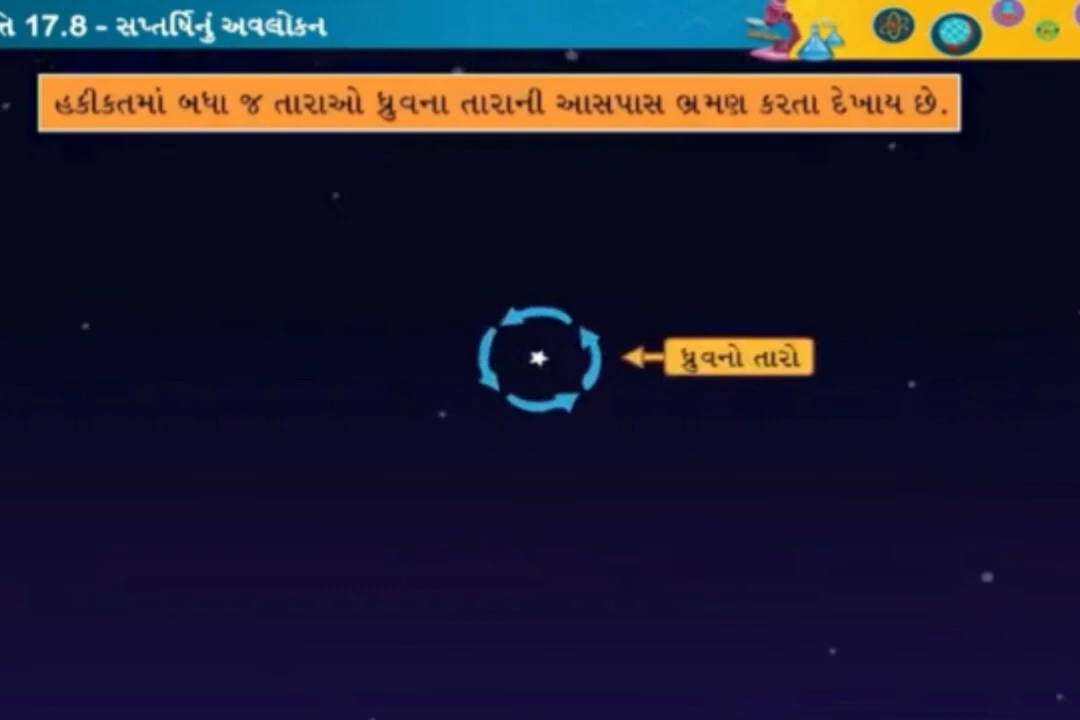 17.8 - સપ્તર્ષિનું અવલોકન
હકીકતમાં બધા જ તારાઓ ધ્રુવના તારાની આસપાસ ભ્રમણ કરતા દેખાય છે.
ધ્રુવનો તારો